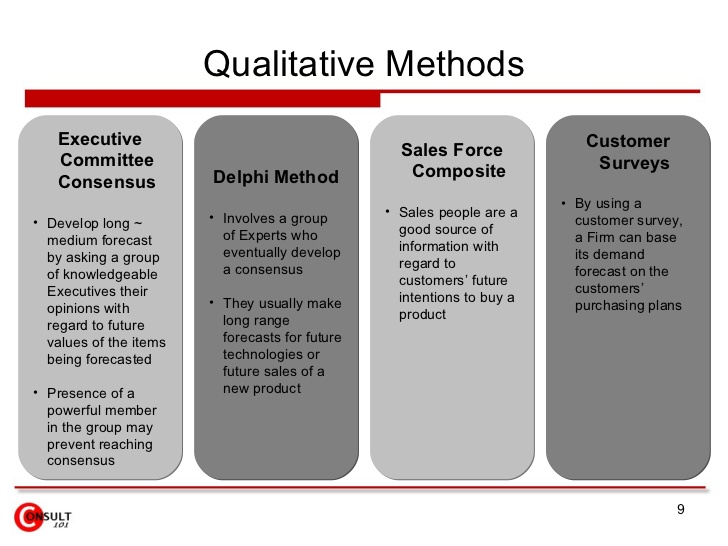 Qualitative Methods
Executive
Committee
Consensus
• Develop long ~
medium forecast
by asking a group
of knowledgeable
Executives their
opinions with
regard to future
values of the items
being forecasted
• Presence of a
powerful member
in the group may
prevent reaching
consensus
Delphi Method
• Involves a group
of Experts who
eventually develop
a consensus
• They usually make
long range
forecasts for future
technologies or
future sales of a
new product
Sales Force
Composite
• Sales people are a
good source of
information with
regard to
customers’ future
intentions to buy a
product
Customer
Surveys
• By using a
customer survey,
a Firm can base
its demand
forecast on the
customers’
purchasing plans
CONSULT
101
9